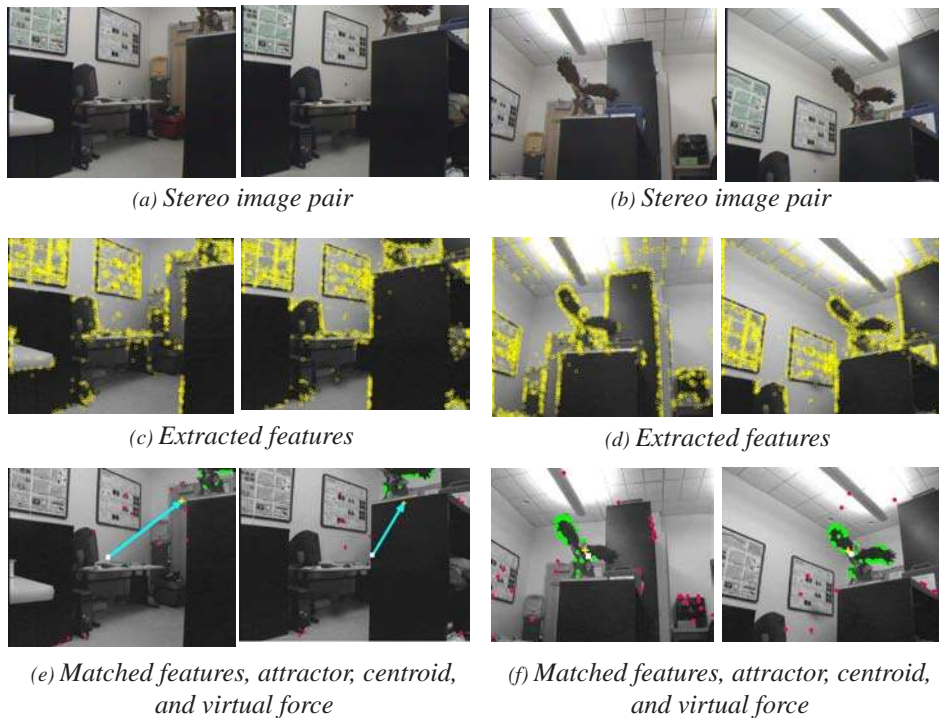 (a) Stereo image pair
(b) Stereo image pair
(c) Extracted features
(d) Extracted features
(e) Matched features, attractor, centroid,
and virtual force
(f) Matched features, attractor, centroid,
and virtual force